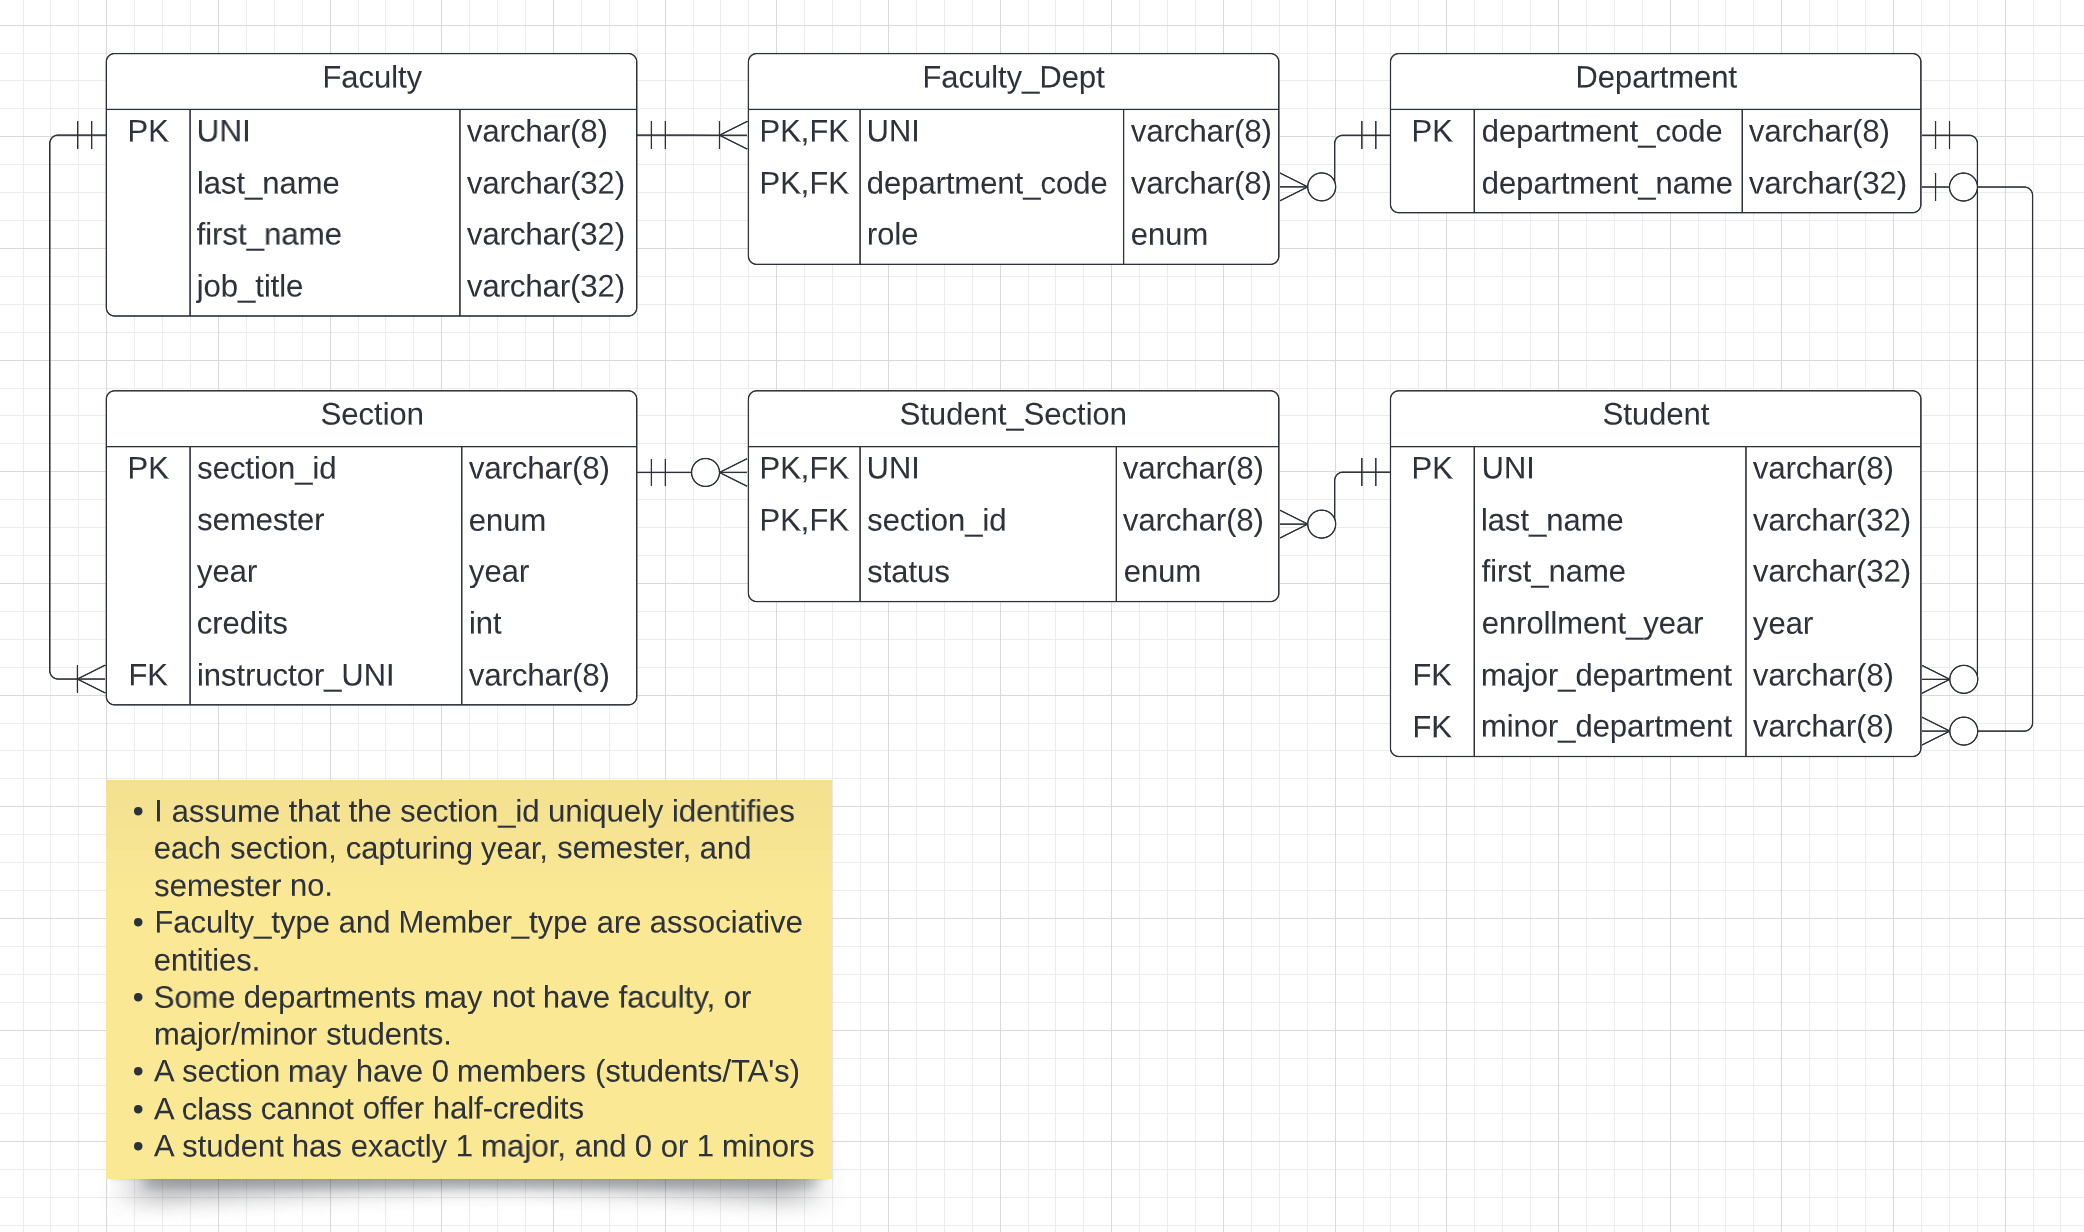 Faculty
PK UNI varchar(8)
last_name varchar(32)
first_name varchar(32)
job_title varchar(32)
Faculty_Dept
PK,FK UNI varchar(8)
PK,FK department_code varchar(8)
role enum
Department
PK department_code varchar(8)
department_name varchar(32)
Section
PK section_id varchar(8)
semester enum
year year
credits int
FK instructor_UNI varchar(8)
Student_Section
PK,FK UNI varchar(8)
PK,FK section_id varchar(8)
status enum
Student
PK UNI varchar(8)
last_name varchar(32)
first_name varchar(32)
enrollment_year year
FK major_department varchar(8)
FK minor_department varchar(8)
• I assume that the section_id uniquely identifies
each section, capturing year, semester, and
semester no.
• Faculty_type and Member_type are associative
entities.
• Some departments may not have faculty, or
major/minor students.
• A section may have 0 members (students/TA's)
• A class cannot offer half-credits
• A student has exactly 1 major, and 0 or 1 minors